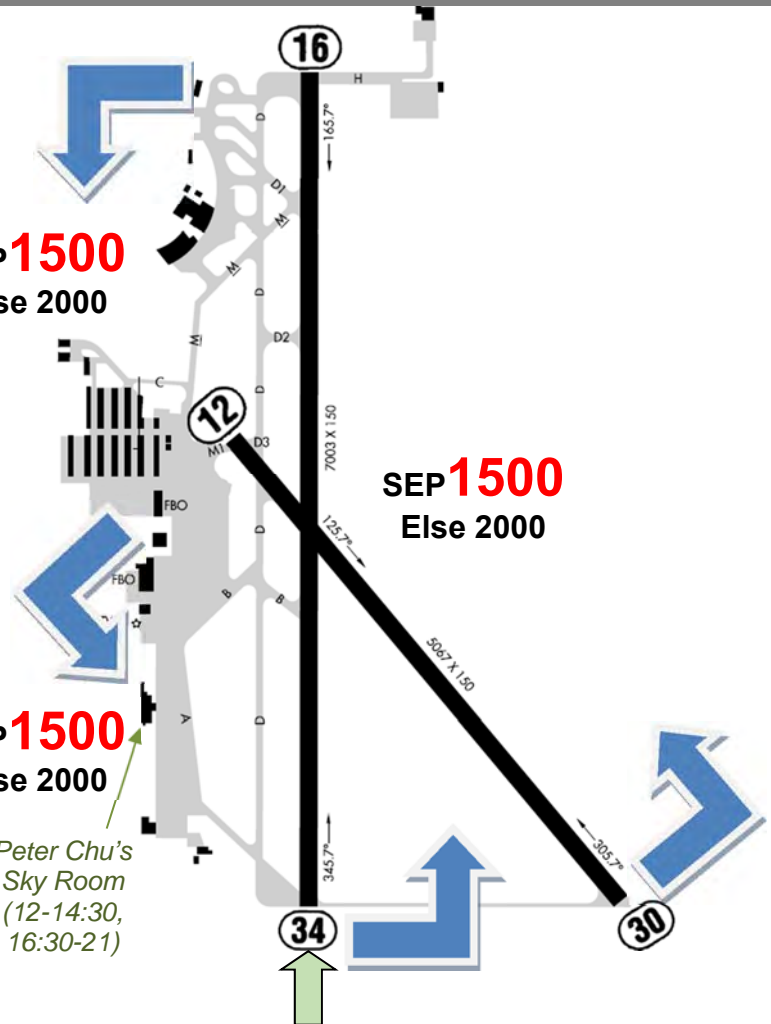 16
H
D
165.7°
D1
M
P1500
se 2000
M
D
M
D2
C
D
12
M1
D3
7003 X 150
SEP1500
Else 2000
FBO
125.7°
D
FBO
B
B
5067 X 150
P1500
se 2000
A
D
Peter Chu's
Sky Room
(12-14:30,
16:30-21)
345.7°
305.7°
34
30